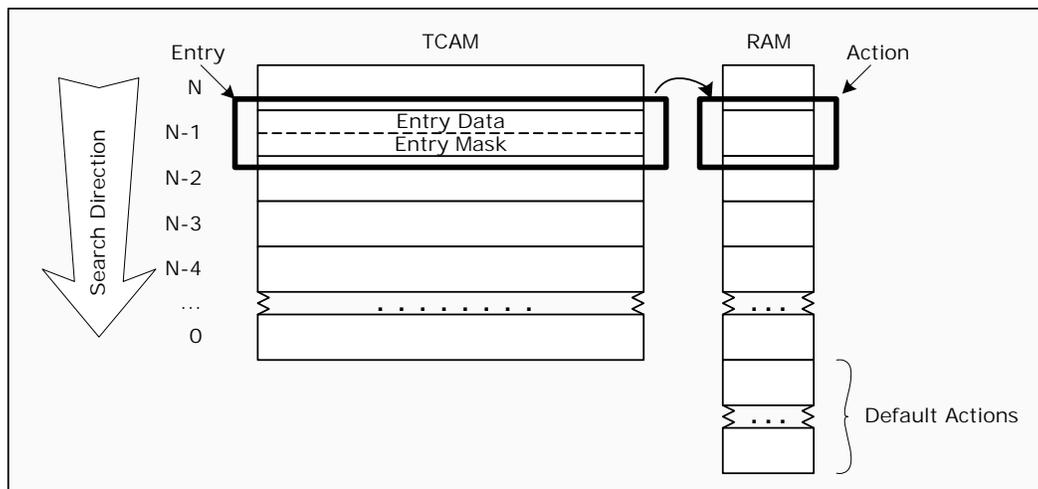 TCAM
RAM
Entry
Action
N
N-1
Entry Data
Entry Mask
N-2
N-3
N-4
...
. . . . . . . .
...
0
Search Direction
...
Default Actions